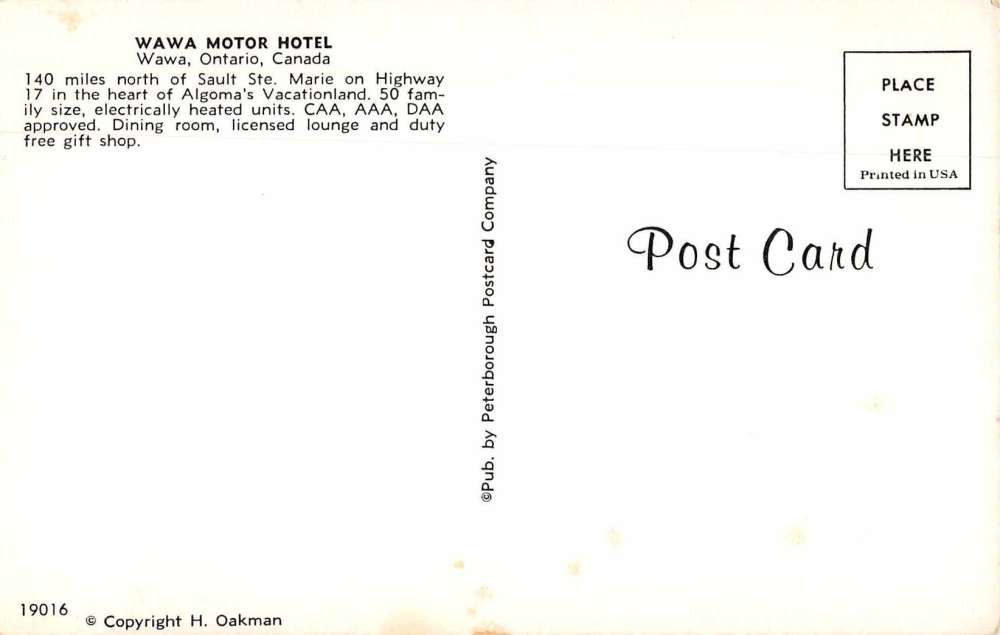 WAWA MOTOR HOTEL
Wawa, Ontario, Canada
140 miles north of Sault Ste. Marie on Highway
17 in the heart of Algoma's Vacationland. 50 fam-
ily size, electrically heated units. CAA, AAA, DAA
approved. Dining room, licensed lounge and duty
free gift shop.
©Pub. by Peterborough Postcard Company
PLACE
STAMP
HERE
Printed in USA
Post Card
19016
© Copyright H. Oakman